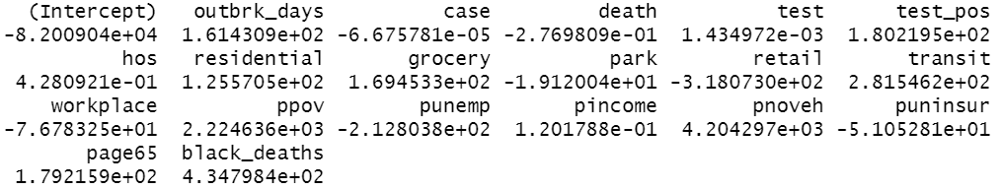 (Intercept) outbrk_days case death test test_pos
-8.200904e+04 1.614309e+02 -6.675781e-05 -2.769809e-01 1.434972e-03 1.802195e+02
hos residential grocery park retail transit
4.280921e-01 1.255705e+02 1.694533e+02 -1.912004e+01 -3.180730e+02 2.815462e+02
workplace ppov punemp pincome pnoveh puninsur
-7.678325e+01 2.224636e+03 -2.128038e+02 1.201788e-01 4.204297e+03 -5.105281e+01
page65 black_deaths
1.792159e+02 4.347984e+02